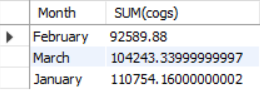 Month SUM(cogs)
February 92589.88
March 104243.33999999997
January 110754.16000000002